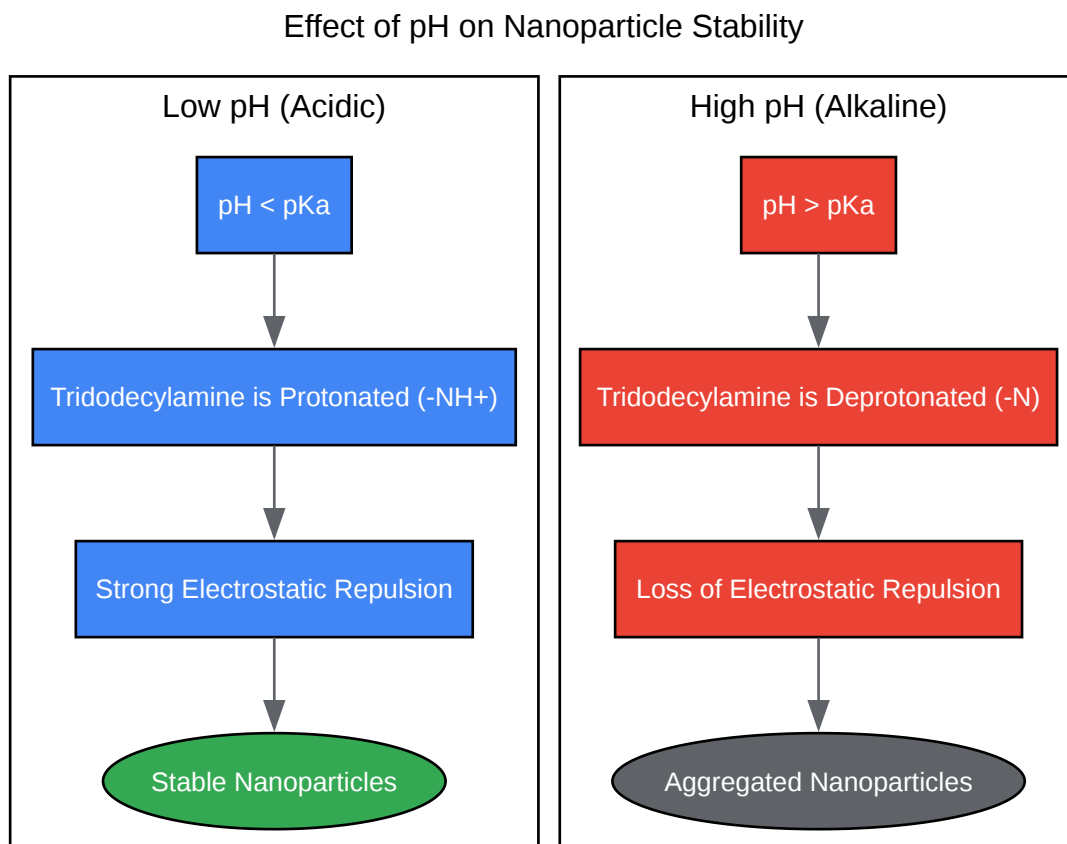 Effect of pH on Nanoparticle Stability
Low pH (Acidic)
pH < pKa
Tridodecylamine is Protonated (-NH+)
Strong Electrostatic Repulsion
Stable Nanoparticles
High pH (Alkaline)
pH > pKa
Tridodecylamine is Deprotonated (-N)
Loss of Electrostatic Repulsion
Aggregated Nanoparticles